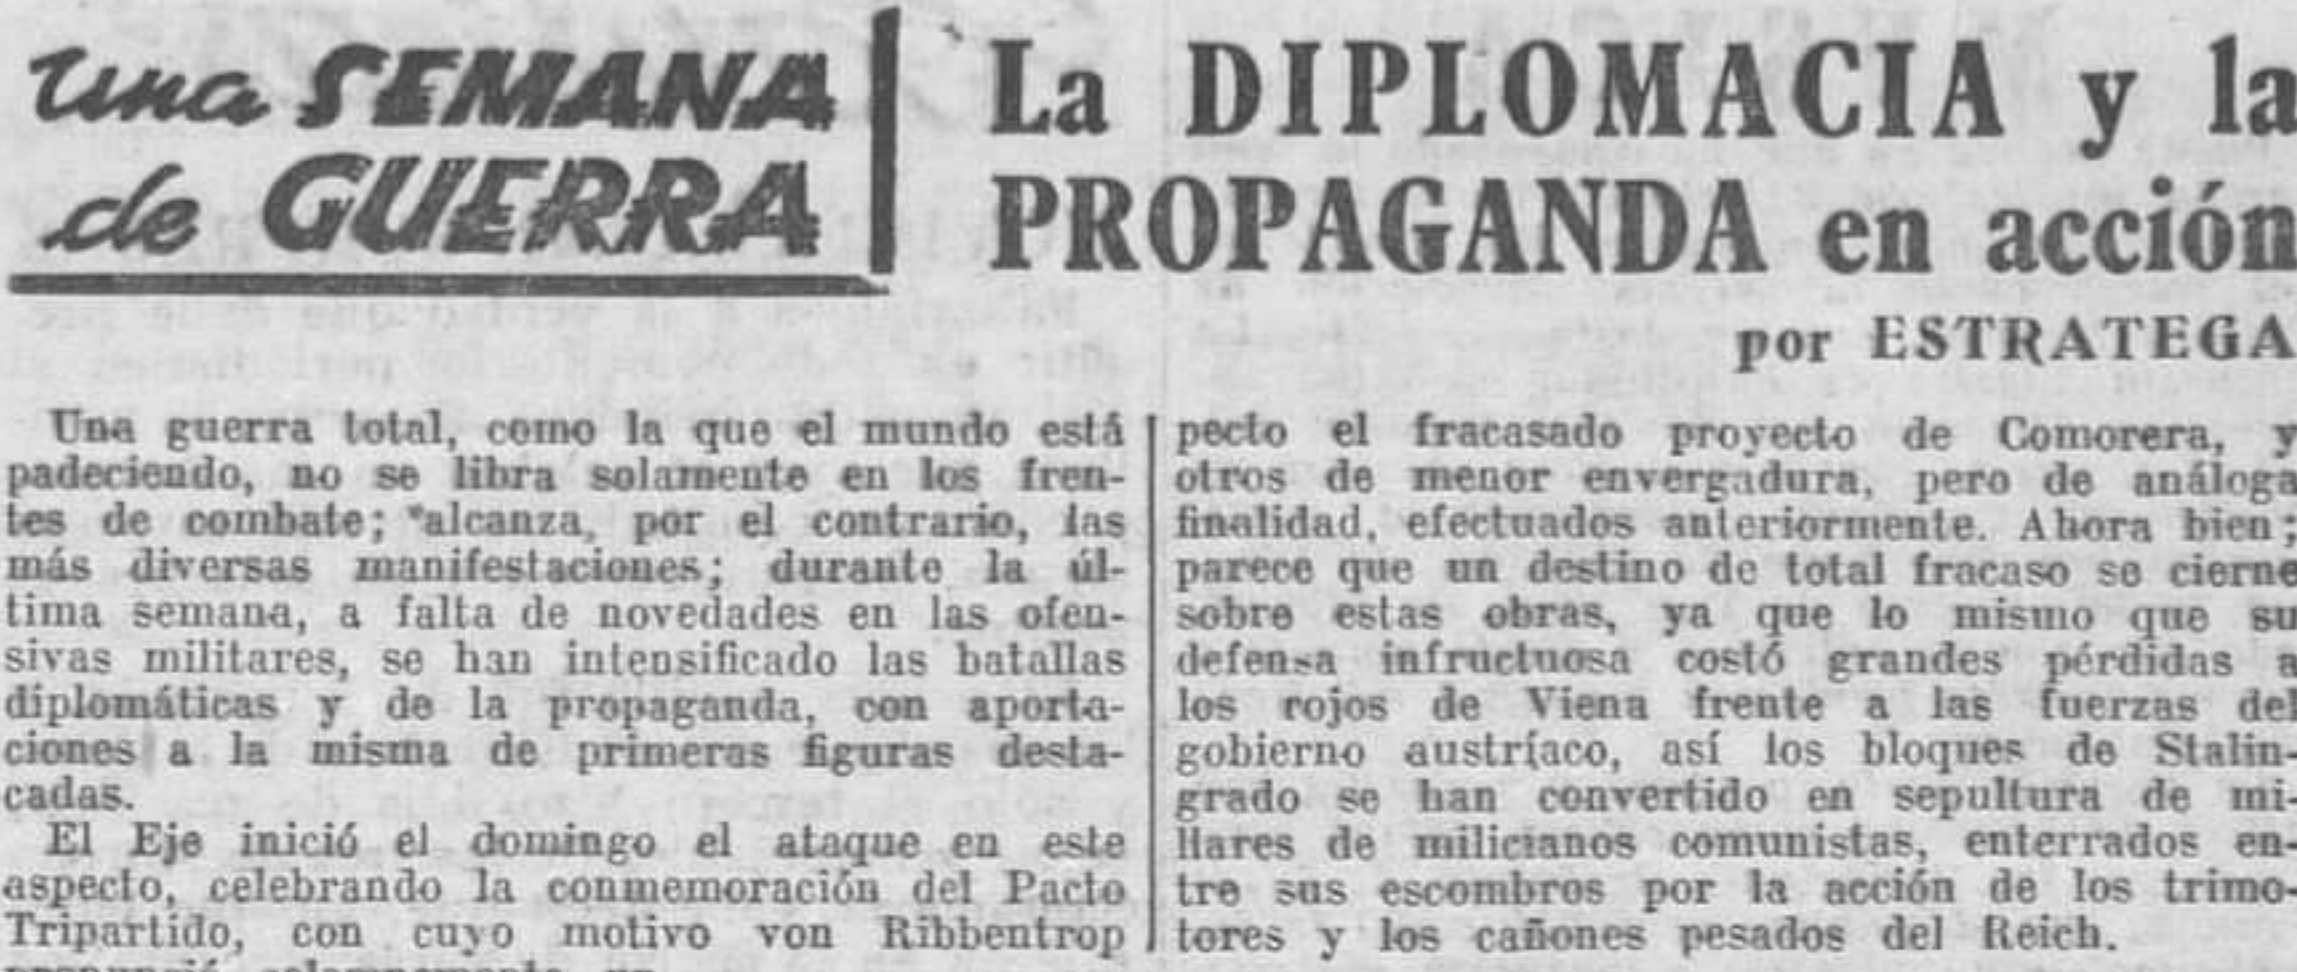 Una SEMANA
de GUERRA
La DIPLOMACIA y la
PROPAGANDA en acción
por ESTRATEGA
Una guerra total, como la que el mundo está
padeciendo, no se libra solamente en los fren-
tes de combate; alcanza, por el contrario, las
más diversas manifestaciones; durante la úl-
tima semana, a falta de novedades en las ofen-
sivas militares, se han intensificado las batallas
diplomáticas y de la propaganda, con aporta-
ciones a la misma de primeras figuras desta-
cadas.
El Eje inició el domingo el ataque en este
aspecto, celebrando la conmemoración del Pacto
Tripartido, con cuyo motivo von Ribbentrop
pecto el fracasado proyecto de Comorera, y
otros de menor envergadura, pero de análoga
finalidad, efectuados anteriormente. Ahora bien;
parece que un destino de total fracaso se cierne
sobre estas obras, ya que lo mismo que su
defensa infructuosa costó grandes pérdidas a
los rojos de Viena frente a las fuerzas del
gobierno austríaco, así los bloques de Stalin-
grado se han convertido en sepultura de mi-
llares de milicianos comunistas, enterrados en-
tre sus escombros por la acción de los trimo-
tores y los cañones pesados del Reich.